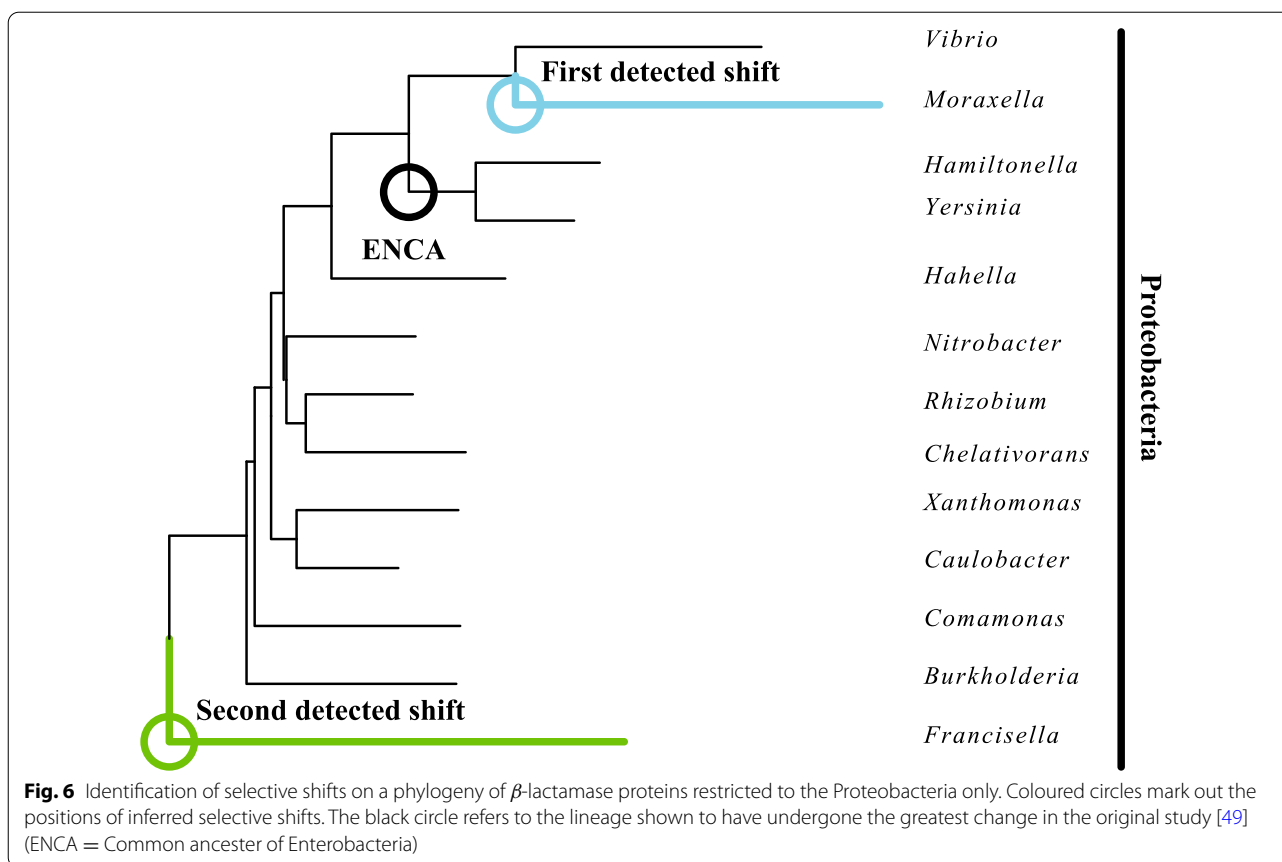 Vibrio
First detected shift
Moraxella
Hamiltonella
Yersinia
ENCA
Hahella
Proteobacteria
Nitrobacter
Rhizobium
Chelativorans
Xanthomonas
Caulobacter
Comamonas
Burkholderia
Second detected shift
Francisella
Fig. 6 Identification of selective shifts on a phylogeny of β-lactamase proteins restricted to the Proteobacteria only. Coloured circles mark out the
positions of inferred selective shifts. The black circle refers to the lineage shown to have undergone the greatest change in the original study [49]
(ENCA = Common ancester of Enterobacteria)